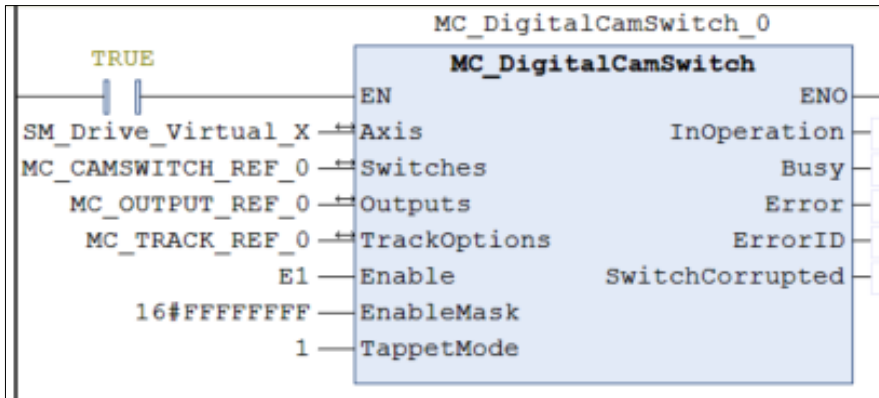 MC_DigitalCamSwitch_0
TRUE
MC_DigitalCamSwitch
EN ENO
SM_Drive_Virtual_X Axis InOperation
MC_CAMSWITCH_REF_0 Switches Busy
MC_OUTPUT_REF_0 Outputs Error
MC_TRACK_REF_0 TrackOptions ErrorID
E1 Enable SwitchCorrupted
16#FFFFFFFF EnableMask
1 TappetMode